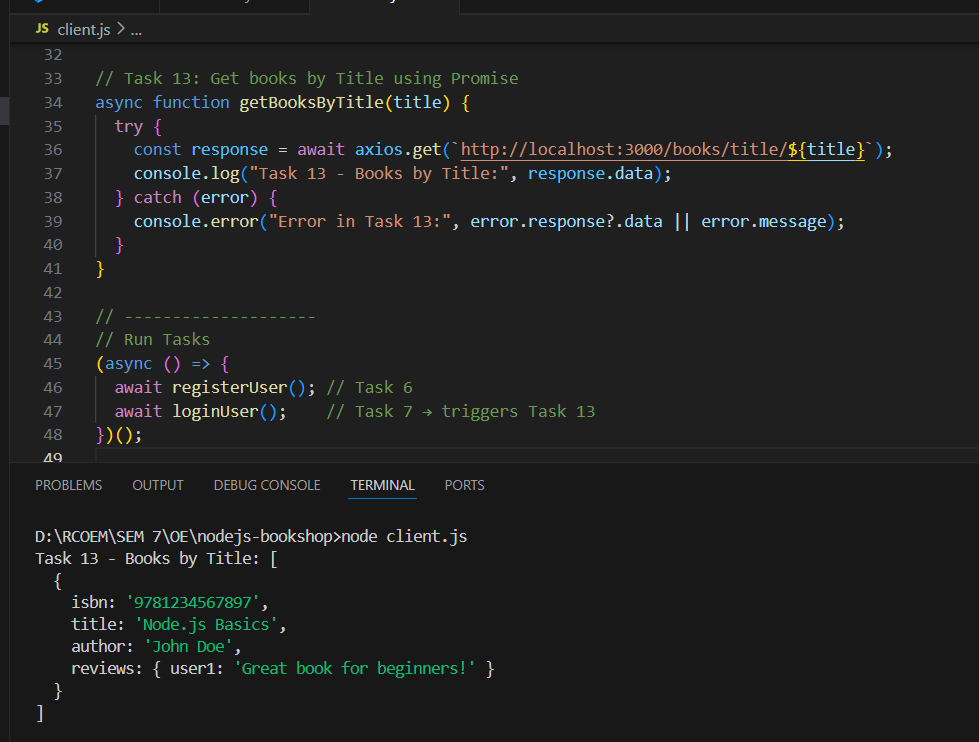 JS client.js > ...
32
33 // Task 13: Get books by Title using Promise
34 async function getBooksByTitle(title) {
35 try {
36 const response = await axios.get(`http://localhost:3000/books/title/${title}`);
37 console.log("Task 13 - Books by Title:", response.data);
38 } catch (error) {
39 console.error("Error in Task 13:", error.response?.data || error.message);
40 }
41 }
42
43 // --------------------
44 // Run Tasks
45 (async () => {
46 await registerUser(); // Task 6
47 await loginUser(); // Task 7 → triggers Task 13
48 })();
49
PROBLEMS OUTPUT DEBUG CONSOLE TERMINAL PORTS
D:\RCOEM\SEM 7\OE\nodejs-bookshop>node client.js
Task 13 - Books by Title: [
{
isbn: '9781234567897',
title: 'Node.js Basics',
author: 'John Doe',
reviews: { user1: 'Great book for beginners!' }
}
]